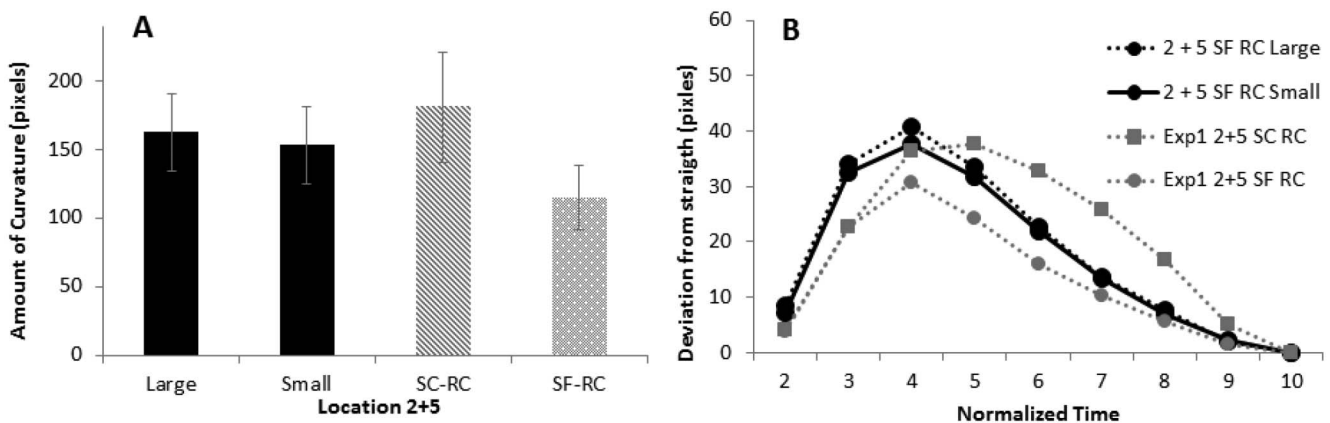 A
Amount of Curvature (pixels)
200
150
100
50
0
Large Small SC-RC SF-RC
Location 2+5
B
Deviation from straigth (pixles)
60
50
40
30
20
10
0
2 3 4 5 6 7 8 9 10
Normalized Time
2 + 5 SF RC Large
2 + 5 SF RC Small
Exp1 2+5 SC RC
Exp1 2+5 SF RC